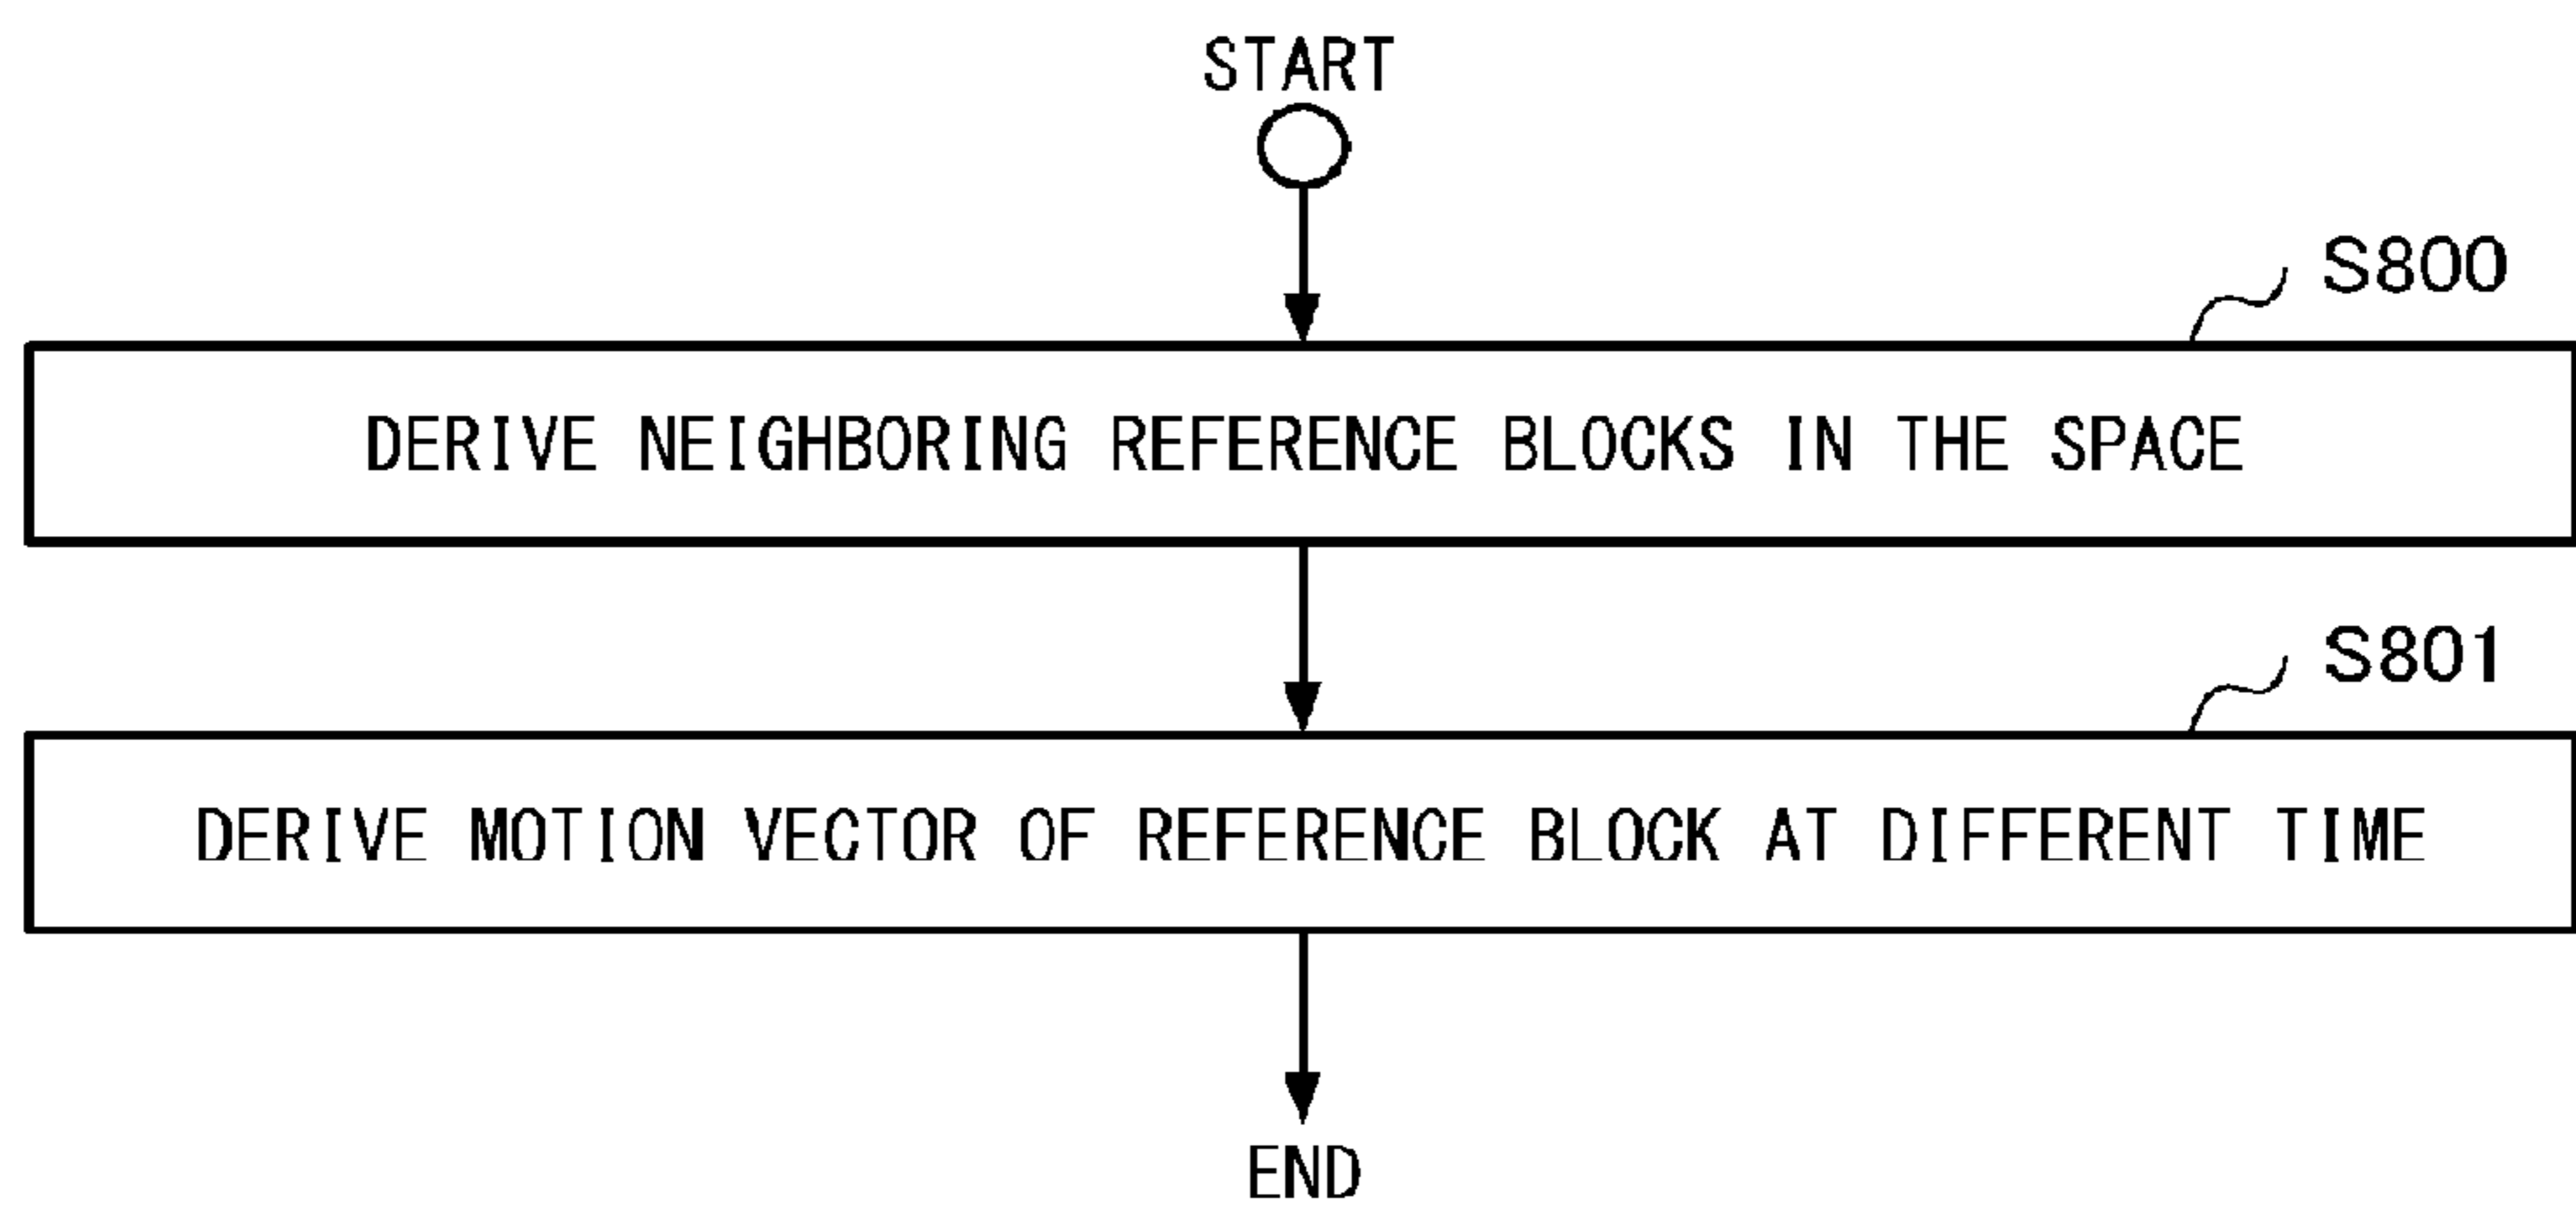 START
S800
DERIVE NEIGHBORING REFERENCE BLOCKS IN THE SPACE
S801
DERIVE MOTION VECTOR OF REFERENCE BLOCK AT DIFFERENT TIME
END